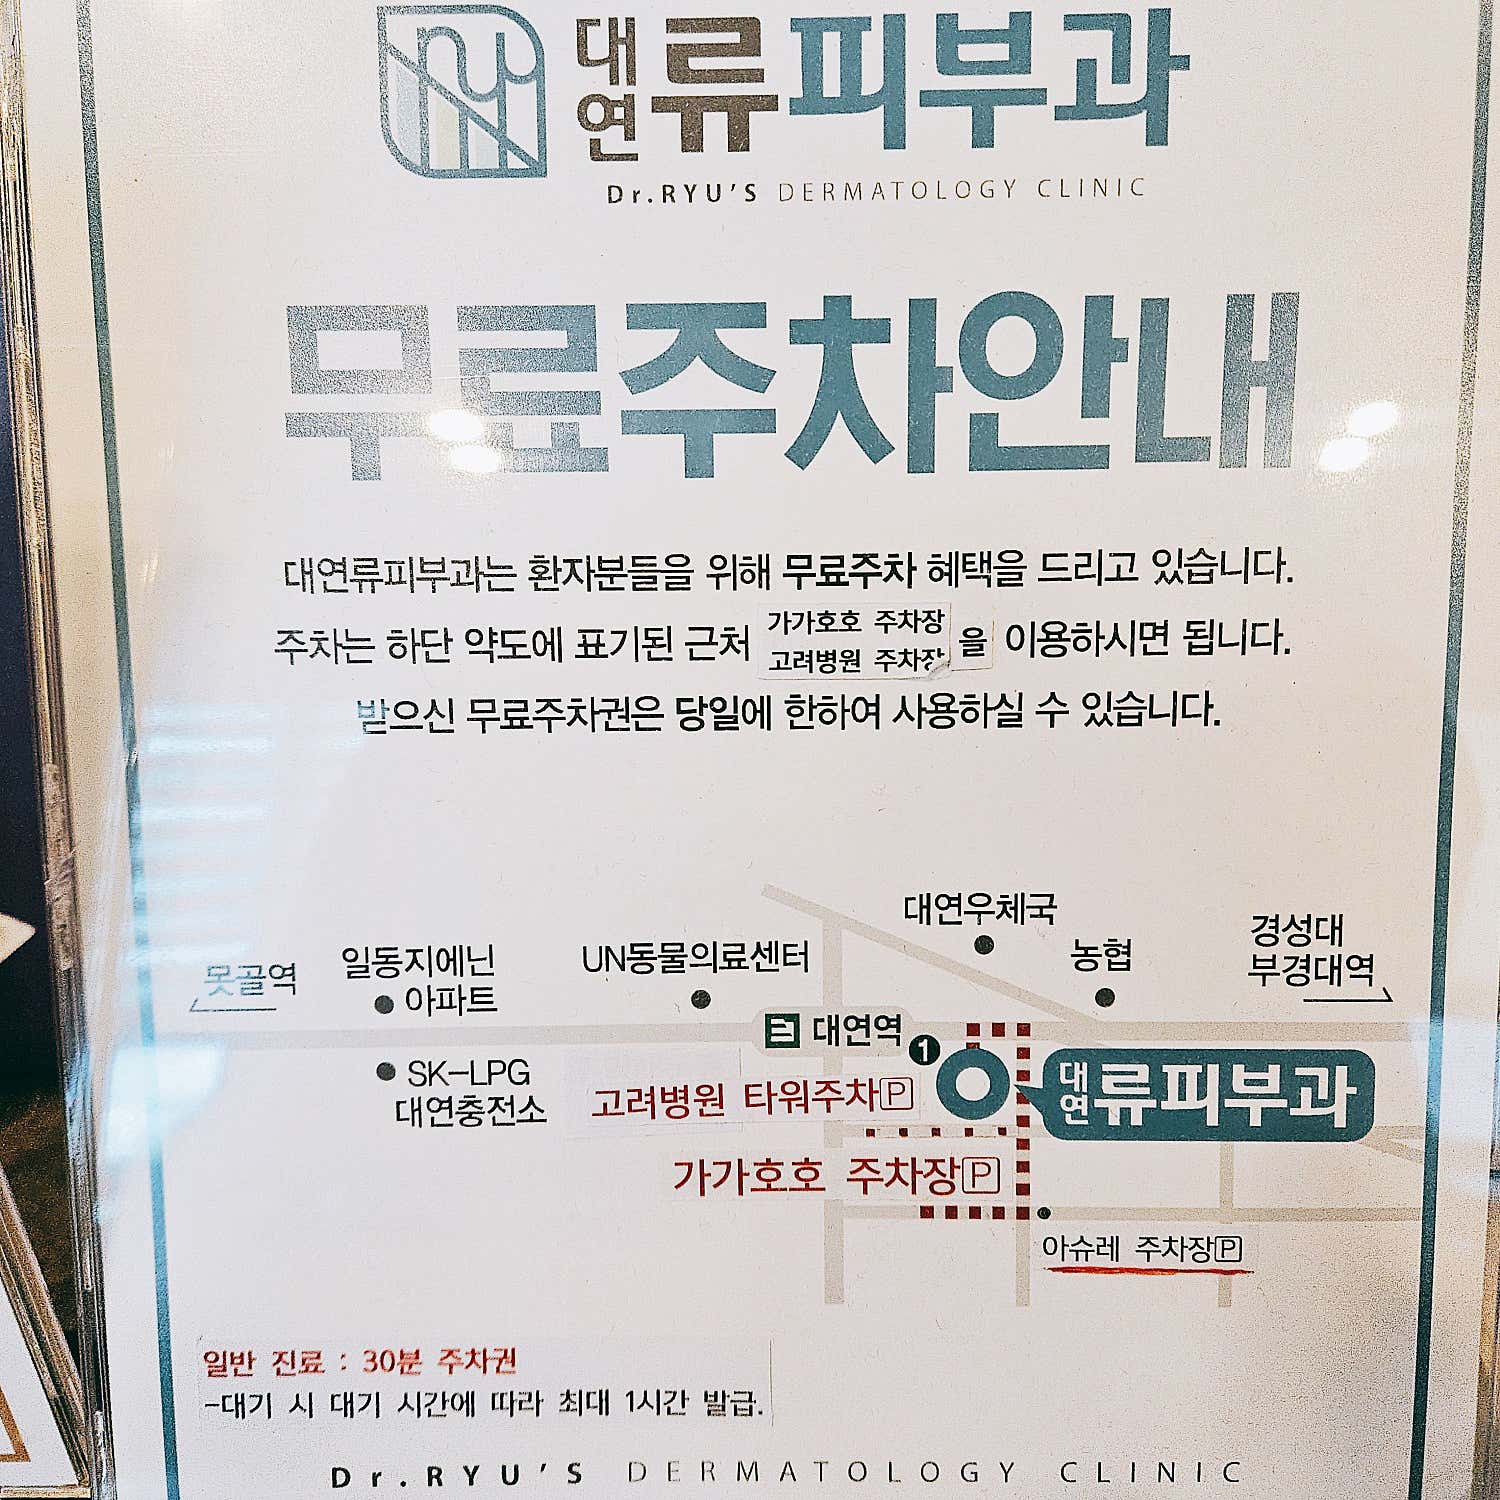 대연 류피부과
Dr.RYU'S DERMATOLOGY CLINIC
무료주차안내
대연류피부과는 환자분들을 위해 무료주차 혜택을 드리고 있습니다.
주차는 하단 약도에 표기된 근처 가가호호 주차장 고려병원 주차장 을 이용하시면 됩니다.
받으신 무료주차권은 당일에 한하여 사용하실 수 있습니다.
대연우체국
농협
경성대
부경대역
못골역
일동지에닌
아파트
UN동물의료센터
대연역
1
SK-LPG
대연충전소
고려병원 타워주차P
대연 류피부과
가가호호 주차장P
아슈레 주차장P
일반 진료 : 30분 주차권
-대기 시 대기 시간에 따라 최대 1시간 발급.
Dr.RYU'S DERMATOLOGY CLINIC